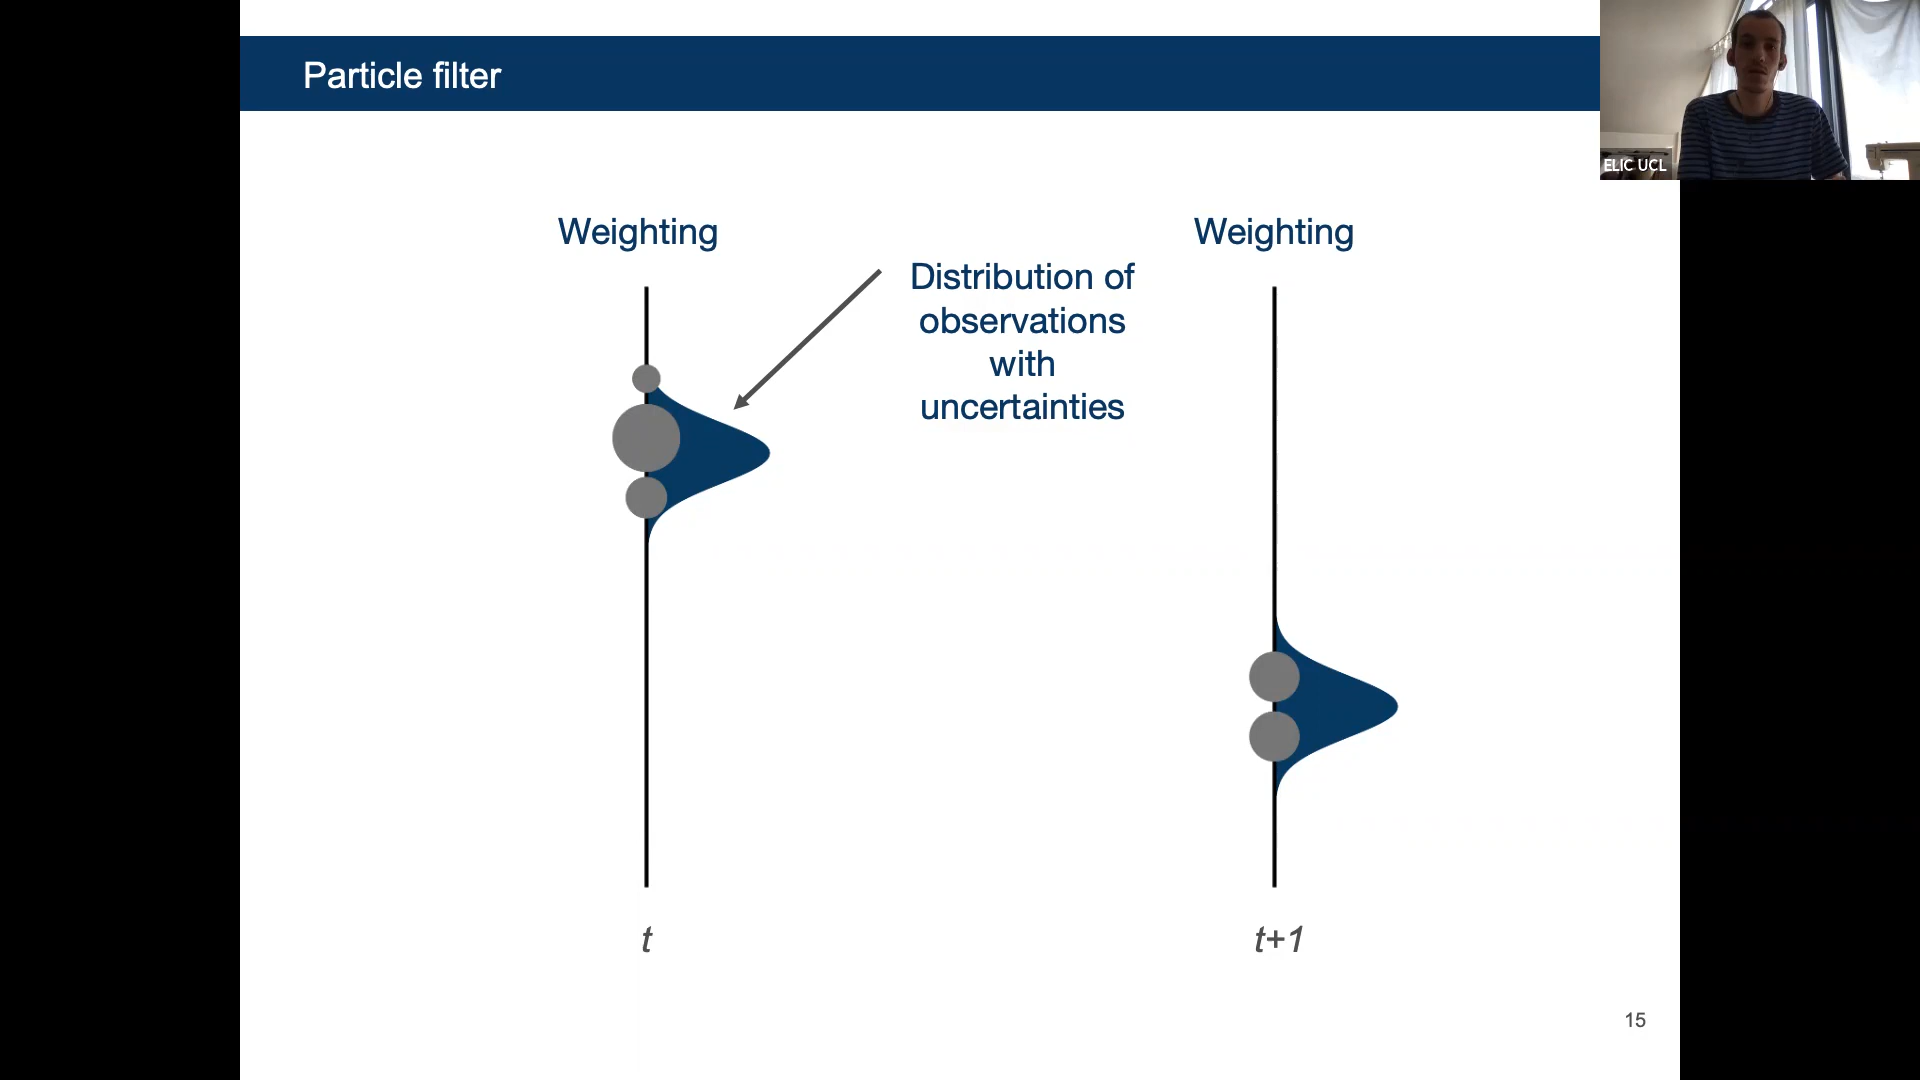 Particle filter
ELIC UCL
Weighting
Weighting
Distribution of
observations
with
uncertainties
t
t+1
15